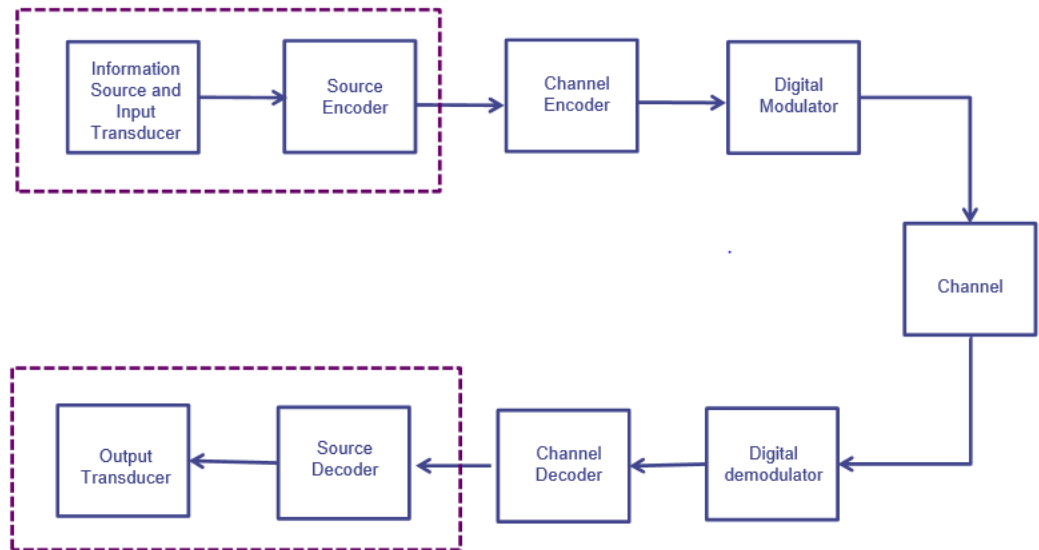 Information
Source and
Input
Transducer
Source
Encoder
Channel
Encoder
Digital
Modulator
Channel
Output
Transducer
Source
Decoder
Channel
Decoder
Digital
demodulator